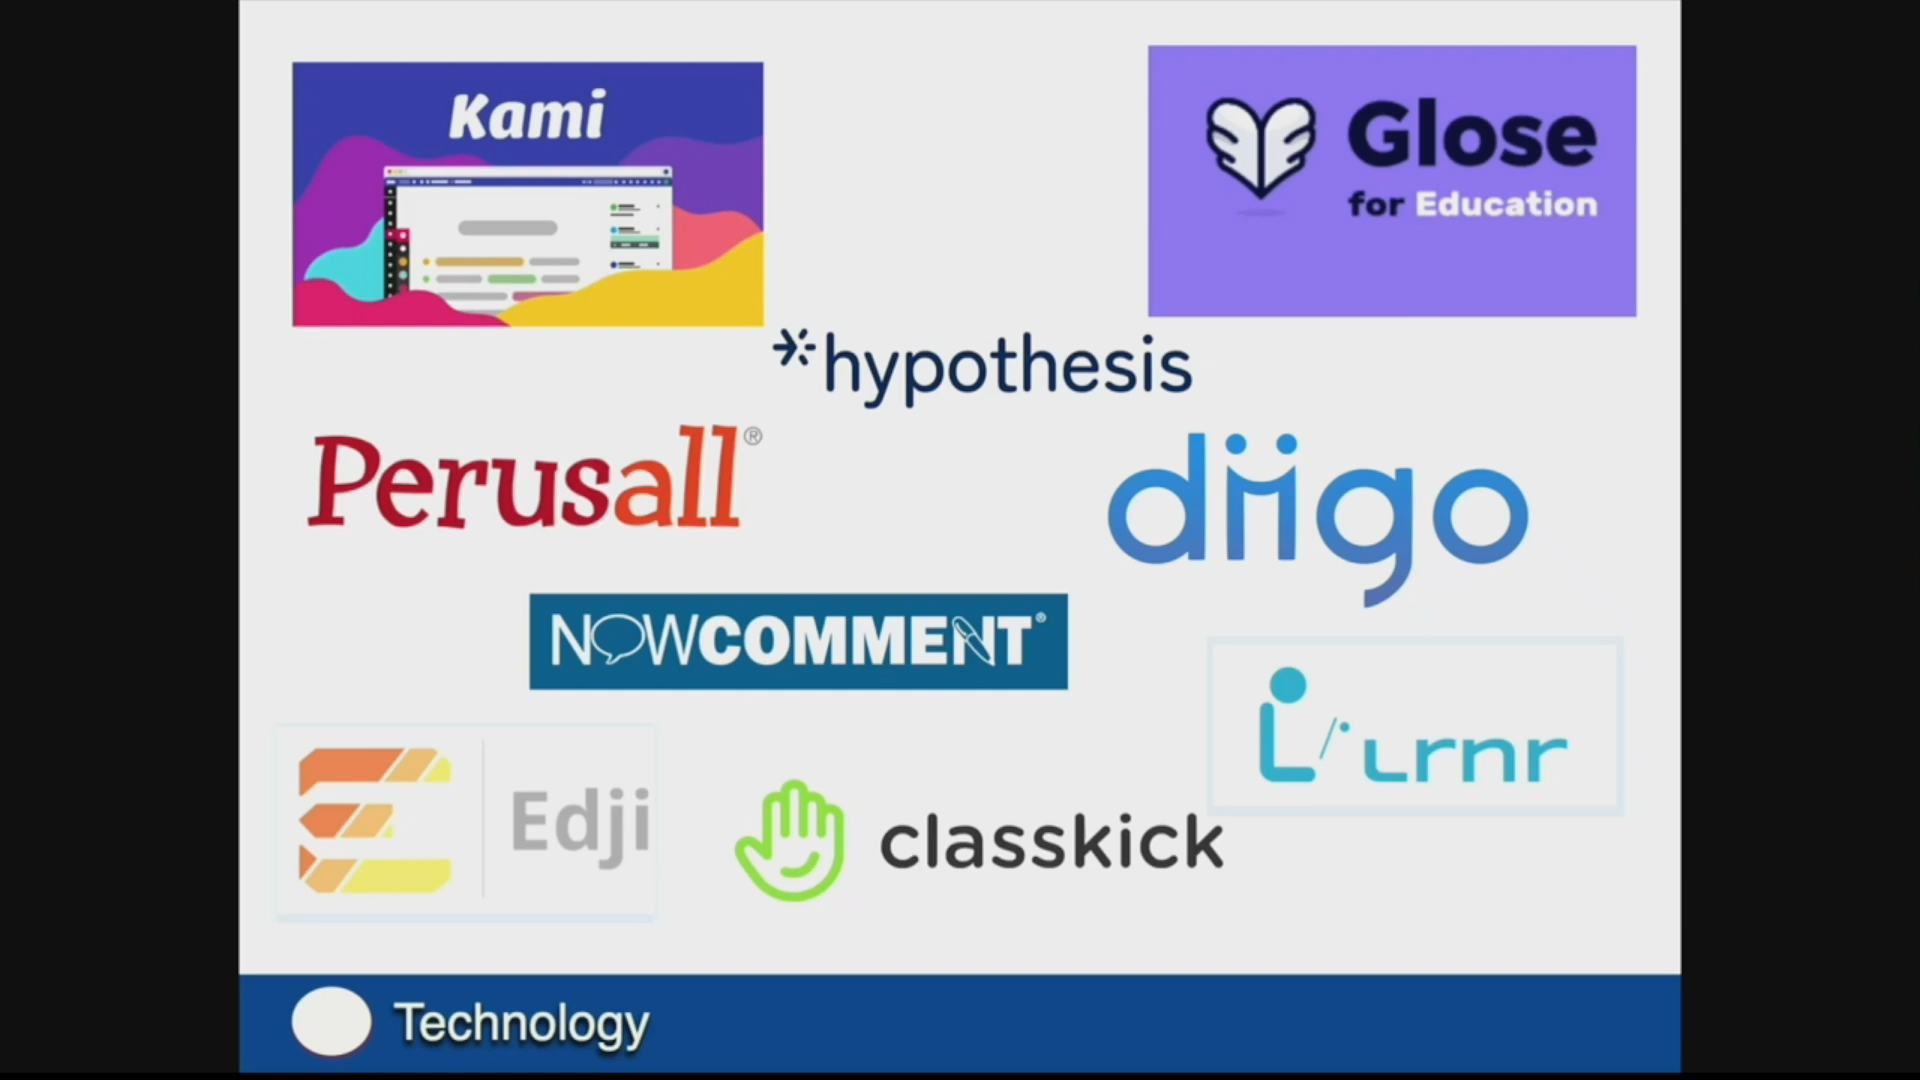 Kami
Glose
for Education
hypothesis
Perusall®
diigo
NOWCOMMENT®
lrnr
Edji
classkick
Technology